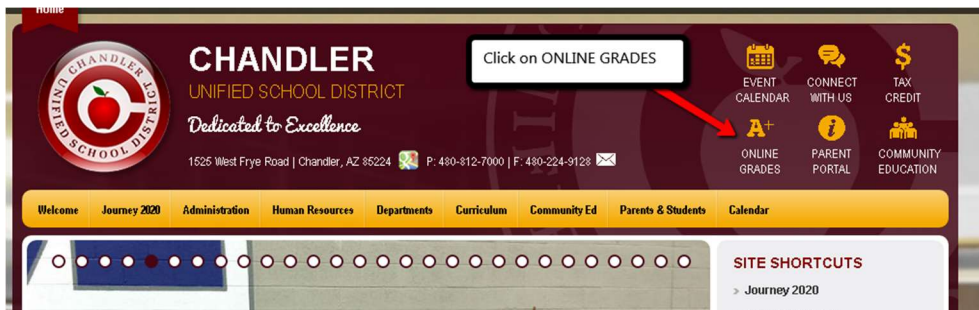 Home
CHANDLER UNIFIED SCHOOL DISTRICT
CHANDLER
UNIFIED SCHOOL DISTRICT
Dedicated to Excellence
1525 West Frye Road | Chandler, AZ 85224 P: 480-812-7000 | F: 480-224-9128
Click on ONLINE GRADES
EVENT
CALENDAR
CONNECT
WITH US
$
TAX
CREDIT
A+
ONLINE
GRADES
i
PARENT
PORTAL
COMMUNITY
EDUCATION
Welcome Journey 2020 Administration Human Resources Departments Curriculum Community Ed Parents & Students Calendar
SITE SHORTCUTS
» Journey 2020